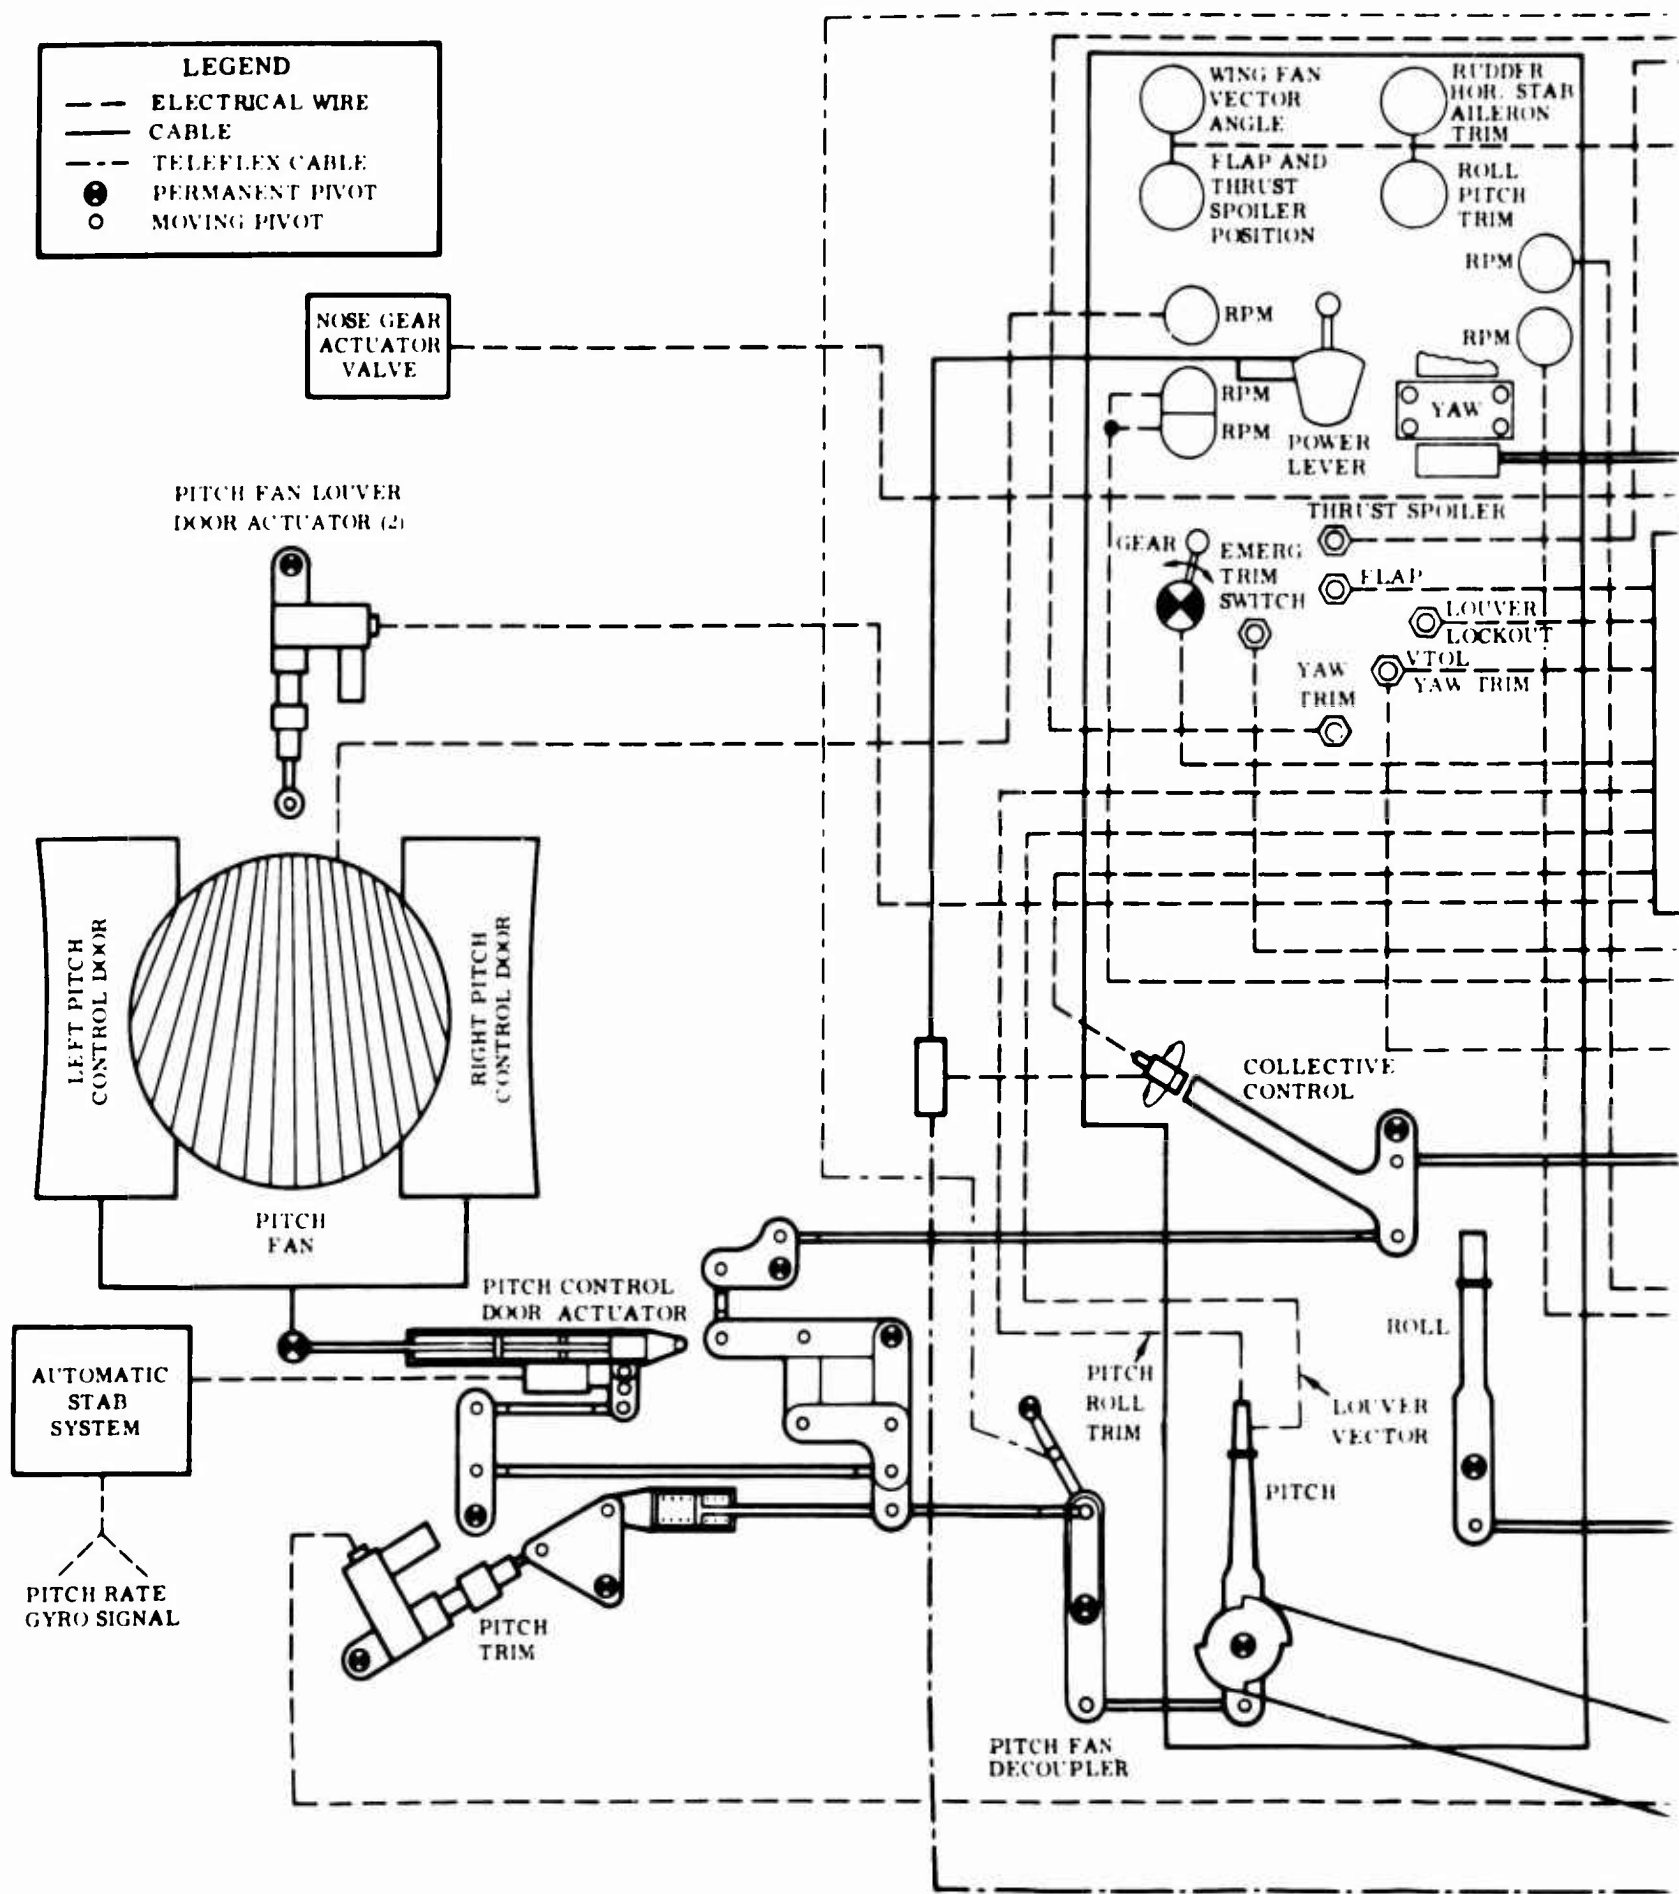 LEGEND
ELECTRICAL WIRE
CABLE
TELEFLEX CABLE
PERMANENT PIVOT
MOVING PIVOT
NOSE GEAR
ACTUATOR
VALVE
PITCH FAN LOUVER
DOOR ACTUATOR (2)
LEFT PITCH
CONTROL DOOR
RIGHT PITCH
CONTROL DOOR
PITCH
FAN
PITCH CONTROL
DOOR ACTUATOR
AUTOMATIC
STAB
SYSTEM
PITCH RATE
GYRO SIGNAL
PITCH
TRIM
WING FAN
VECTOR
ANGLE
RUDDER
HOR. STAB
AILERON
TRIM
FLAP AND
THRUST
SPOILER
POSITION
ROLL
PITCH
TRIM
RPM
RPM
RPM
RPM
RPM
POWER
LEVER
YAW
THRUST SPOILER
GEAR
EMERG
TRIM
SWITCH
FLAP
LOUVER
LOCKOUT
VTOL
YAW TRIM
YAW
TRIM
COLLECTIVE
CONTROL
ROLL
PITCH
ROLL
TRIM
LOUVER
VECTOR
PITCH
PITCH FAN
DECOUPLER